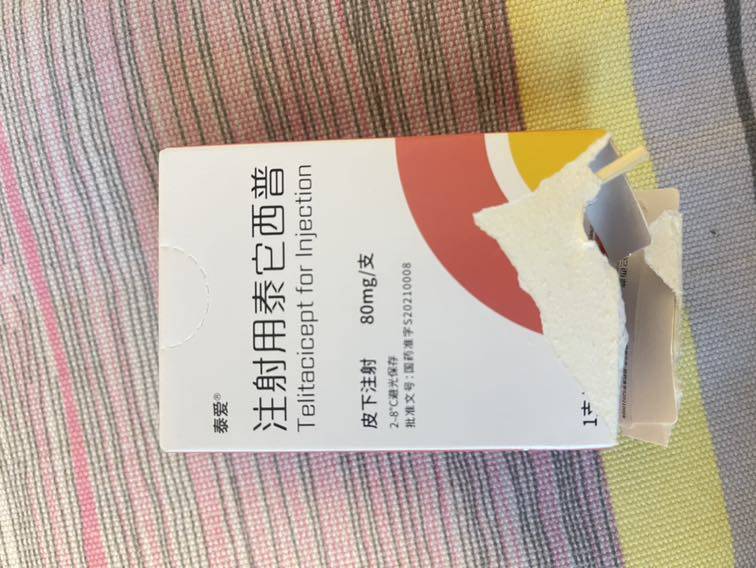 泰爱®
注射用泰它西普
Telitacicept for Injection
皮下注射 80mg/支
2-8°C避光保存
批准文号:国药准字S20210008